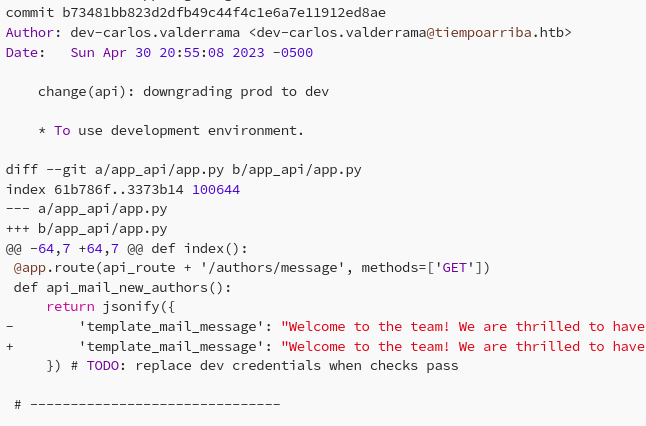 commit b73481bb823d2dfb49c44f4c1e6a7e11912ed8ae
Author: dev-carlos.valderrama <dev-carlos.valderrama@tiempoarriba.htb>
Date:   Sun Apr 30 20:55:08 2023 -0500
    change(api): downgrading prod to dev
    * To use development environment.
diff --git a/app_api/app.py b/app_api/app.py
index 61b786f..3373b14 100644
--- a/app_api/app.py
+++ b/app_api/app.py
@@ -64,7 +64,7 @@ def index():
 @app.route(api_route + '/authors/message', methods=['GET'])
 def api_mail_new_authors():
     return jsonify({
-        'template_mail_message': "Welcome to the team! We are thrilled to have
+        'template_mail_message': "Welcome to the team! We are thrilled to have
     }) # TODO: replace dev credentials when checks pass
 # -------------------------------